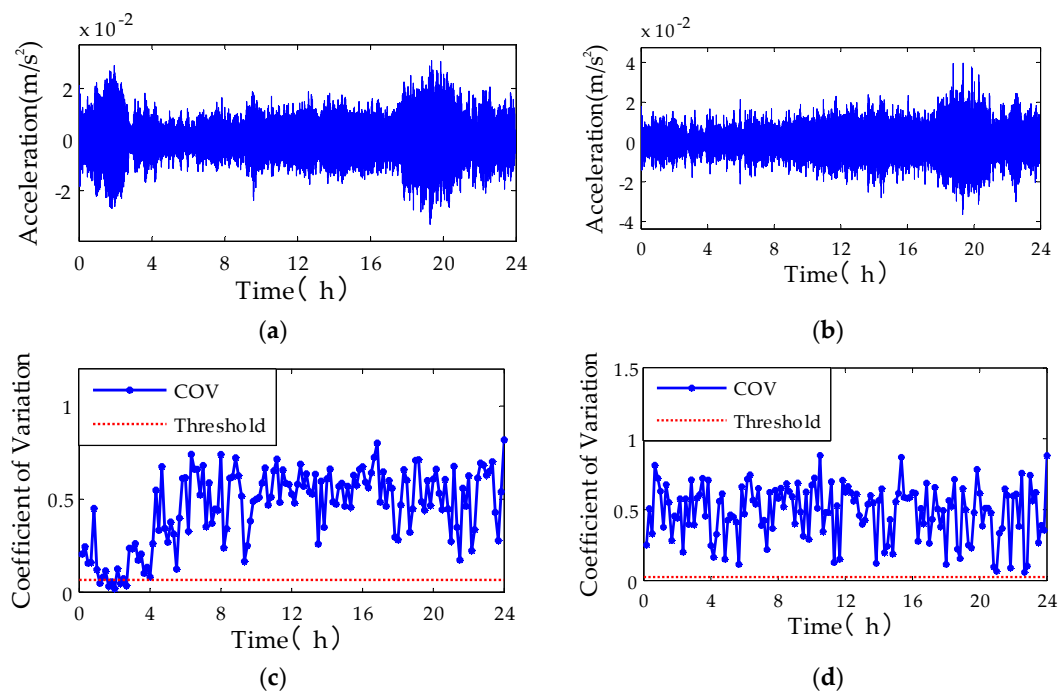 x 10⁻²
Acceleration(m/s²)
2
0
-2
0 4 8 12 16 20 24
Time( h)
(a)
x 10⁻²
Acceleration(m/s²)
4
2
0
-2
-4
0 4 8 12 16 20 24
Time( h)
(b)
Coefficient of Variation
1
0.5
0
COV
Threshold
0 4 8 12 16 20 24
Time( h)
(c)
Coefficient of Variation
1.5
1
0.5
0
COV
Threshold
0 4 8 12 16 20 24
Time( h)
(d)